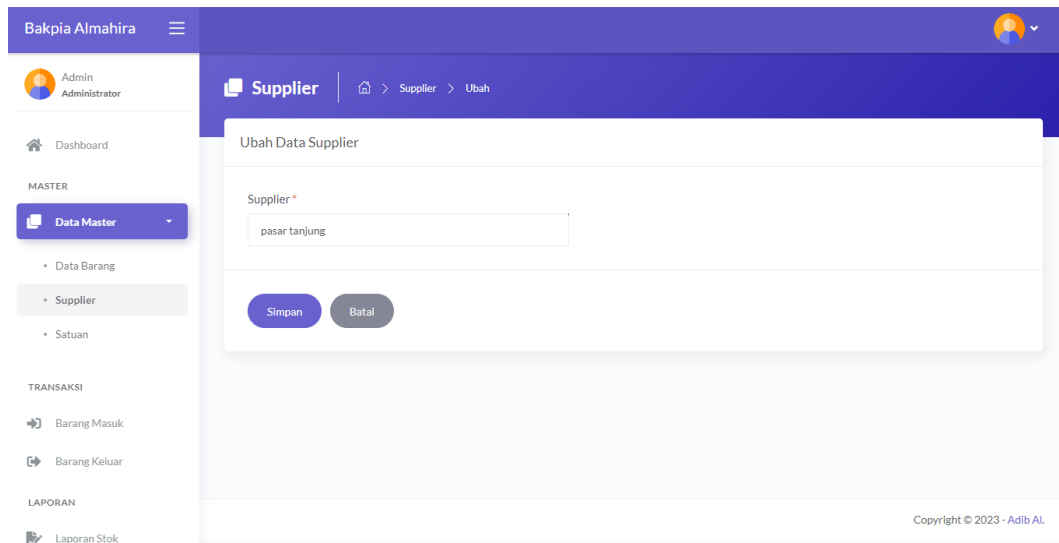 Bakpia Almahira
Admin
Administrator
Dashboard
MASTER
Data Master
Data Barang
Supplier
Satuan
TRANSAKSI
Barang Masuk
Barang Keluar
LAPORAN
Laporan Stok
Supplier > Supplier > Ubah
Ubah Data Supplier
Supplier *
pasar tanjung
Simpan Batal
Copyright © 2023 - Adib Al.